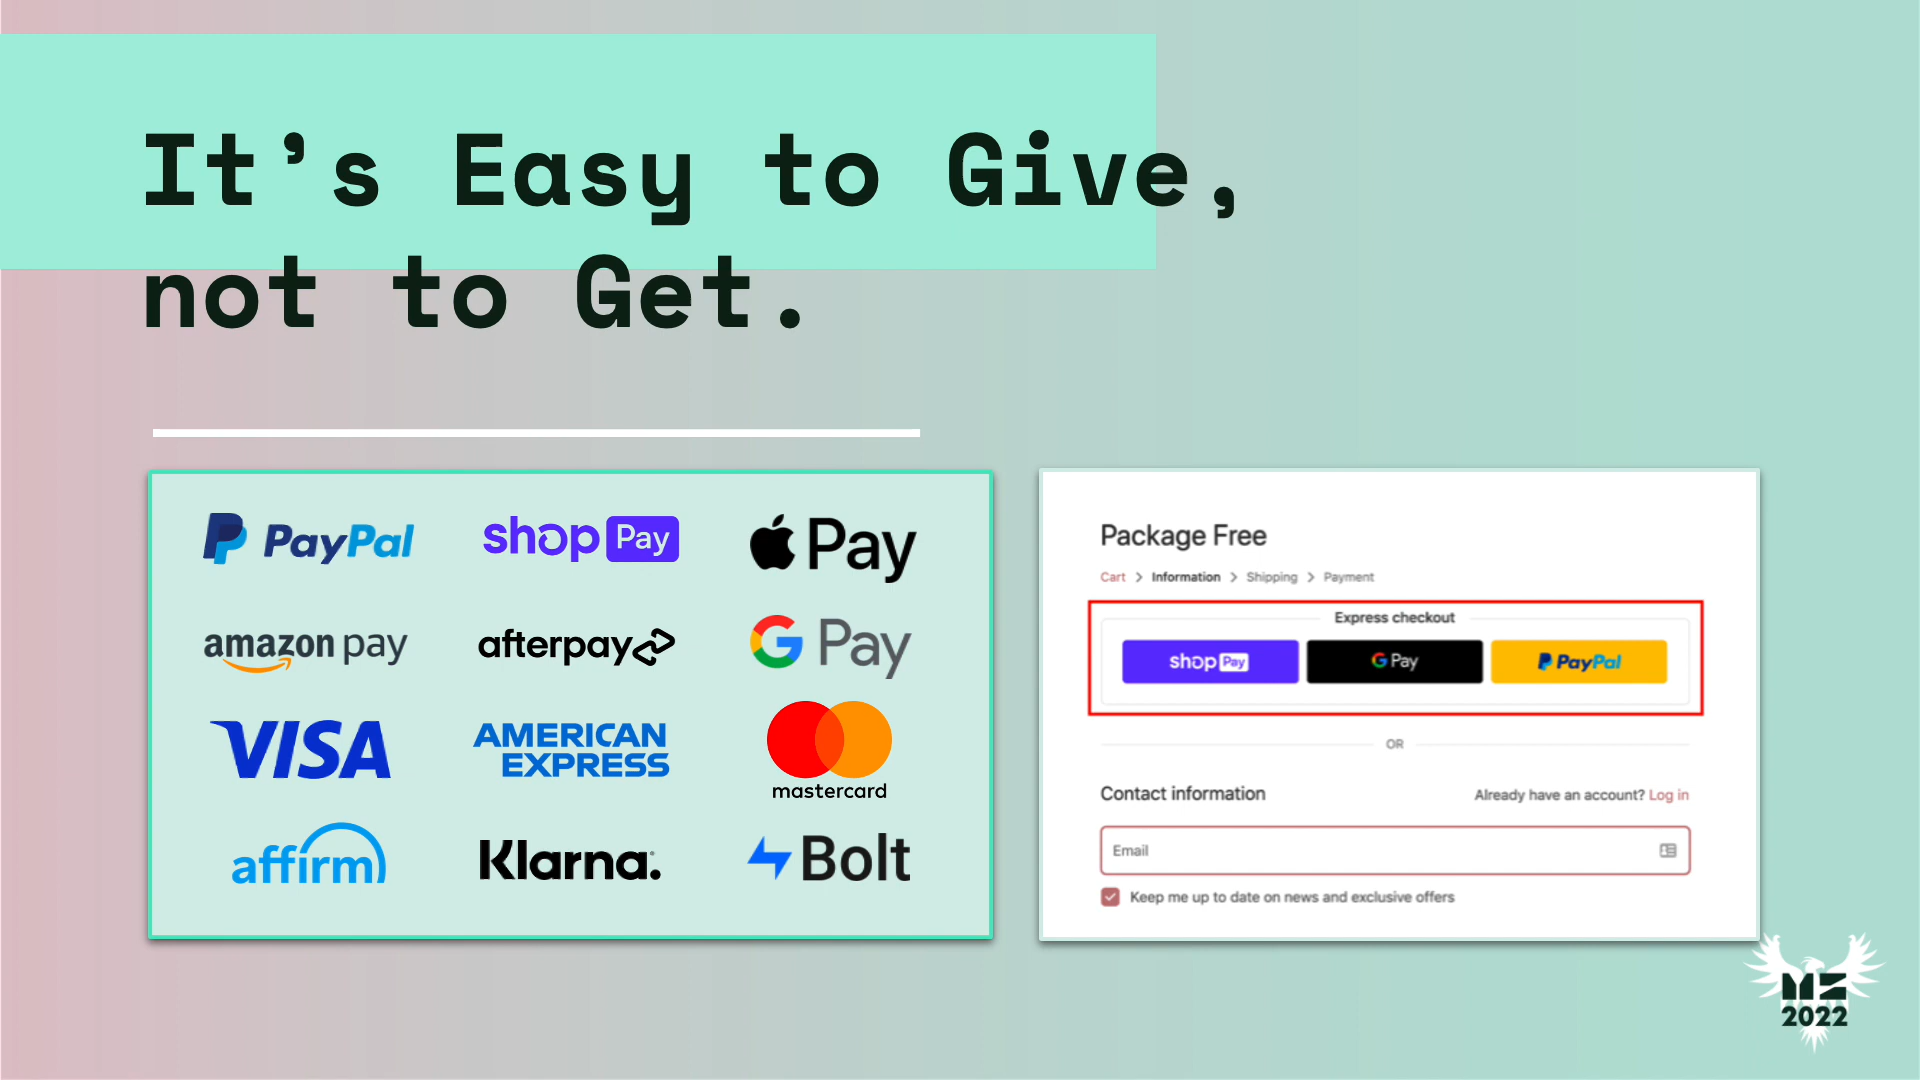 It’s Easy to Give,
not to Get.
PayPal
shop Pay
Pay
amazon pay
afterpay
G Pay
VISA
AMERICAN
EXPRESS
mastercard
affirm
Klarna.
Bolt
Package Free
Cart > Information > Shipping > Payment
Express checkout
shop Pay
G Pay
PayPal
OR
Contact information
Already have an account? Log in
Email
Keep me up to date on news and exclusive offers
MZ
2022